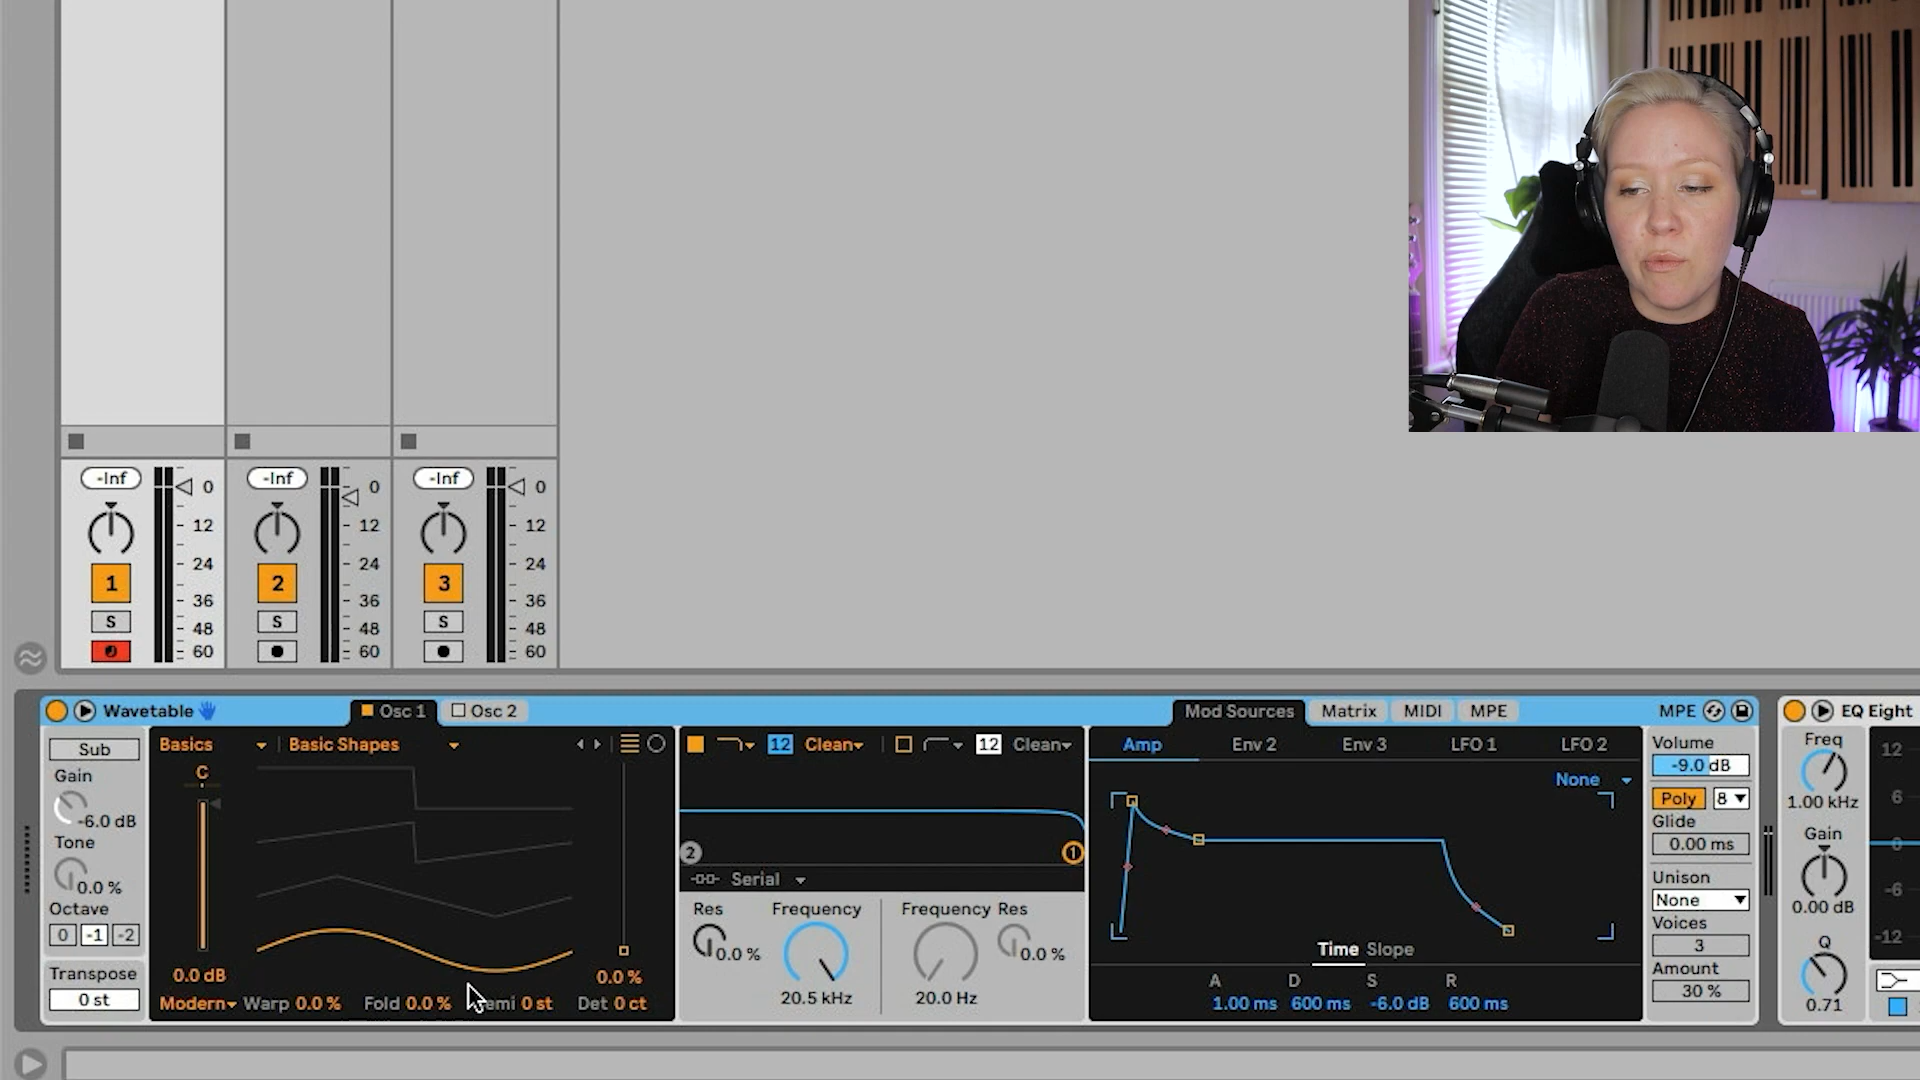 -Inf
0
12
24
36
48
60
1
S
-Inf
0
12
24
36
48
60
2
S
-Inf
0
12
24
36
48
60
3
S
Wavetable
Osc 1
Osc 2
Mod Sources
Matrix
MIDI
MPE
MPE
EQ Eight
Sub
Gain
-6.0 dB
Tone
0.0 %
Octave
0 -1 -2
Transpose
0 st
Basics
Basic Shapes
C
0.0 dB
0.0 %
Modern Warp 0.0 % Fold 0.0 % emi 0 st Det 0 ct
12 Clean
12 Clean
2
1
Serial
Res
0.0 %
Frequency
20.5 kHz
Frequency
20.0 Hz
Res
0.0 %
Amp
Env 2
Env 3
LFO 1
LFO 2
None
Time Slope
A D S R
1.00 ms 600 ms -6.0 dB 600 ms
Volume
-9.0 dB
Poly 8
Glide
0.00 ms
Unison
None
Voices
3
Amount
30 %
Freq
1.00 kHz
Gain
0.00 dB
Q
0.71
12
6
0
-6
-12